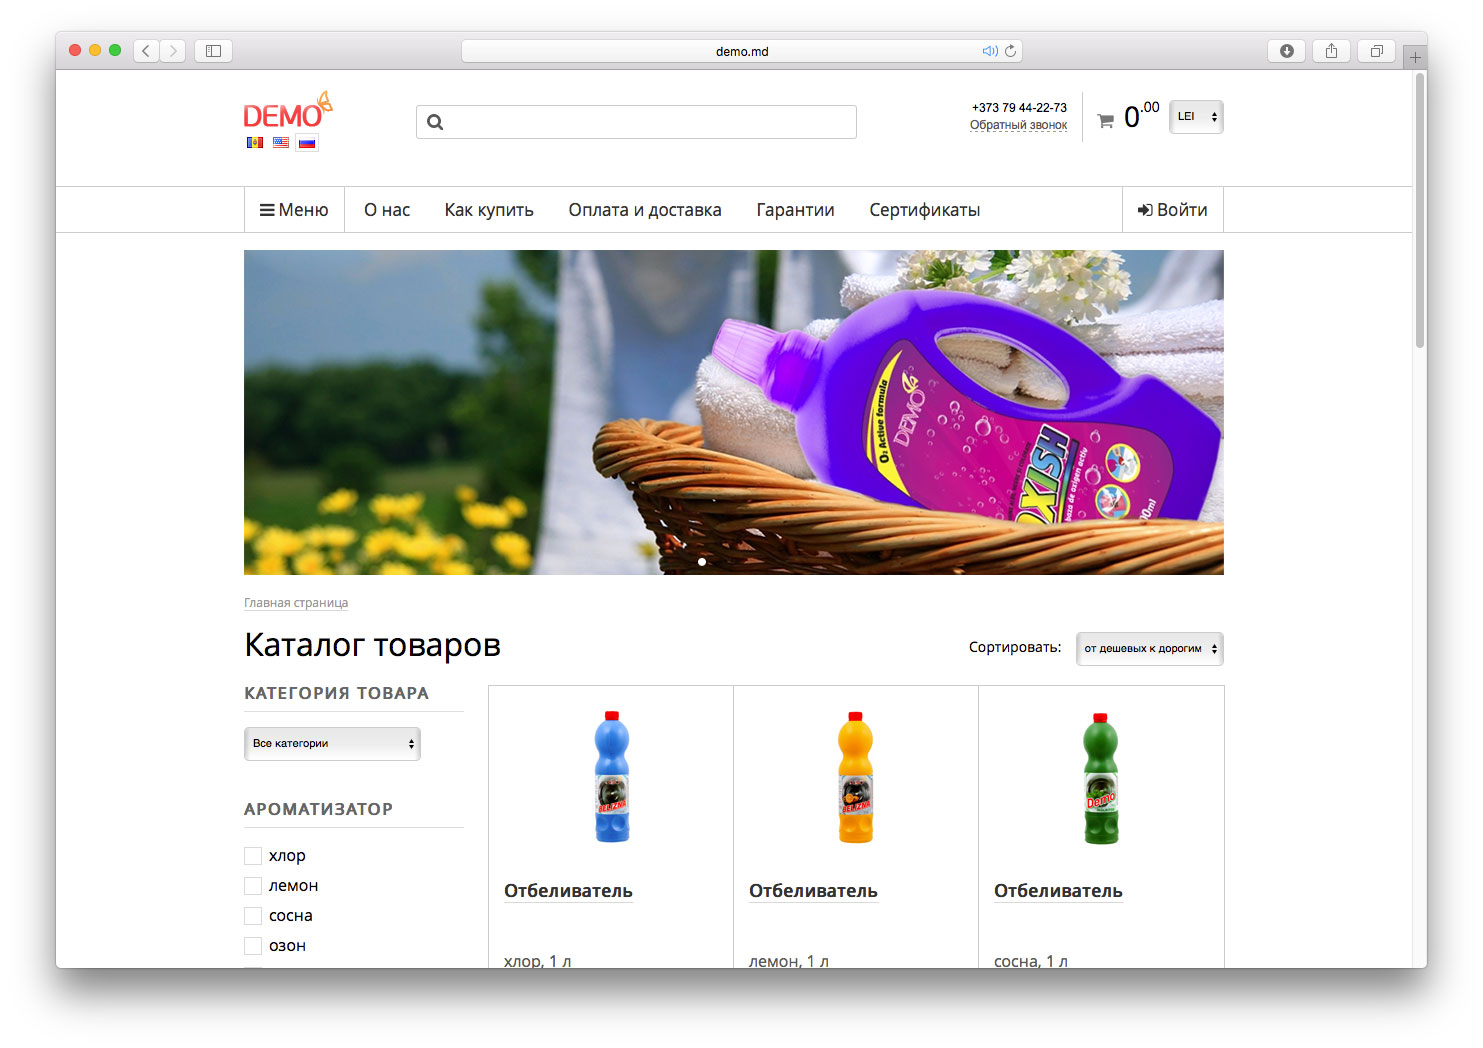 demo.md
DEMO
+373 79 44-22-73
Обратный звонок
0.00
LEI
Меню
О нас
Как купить
Оплата и доставка
Гарантии
Сертификаты
Войти
O2 Active formula
DEMO
OXISH
baza de oxigen activ
00ml
Главная страница
Каталог товаров
Сортировать:
от дешевых к дорогим
КАТЕГОРИЯ ТОВАРА
Все категории
АРОМАТИЗАТОР
хлор
лемон
сосна
озон
BELIZNA
BELIZNA
Demo
Отбеливатель
Отбеливатель
Отбеливатель
хлор, 1 л
лемон, 1 л
сосна, 1 л